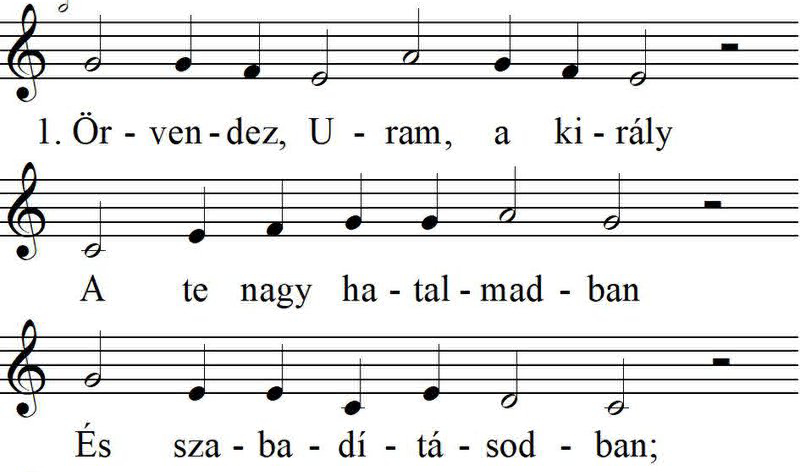 1. Ör - ven - dez, U - ram, a ki - rály
A te nagy ha - tal - mad - ban
És sza - ba - dí - tá - sod - ban;